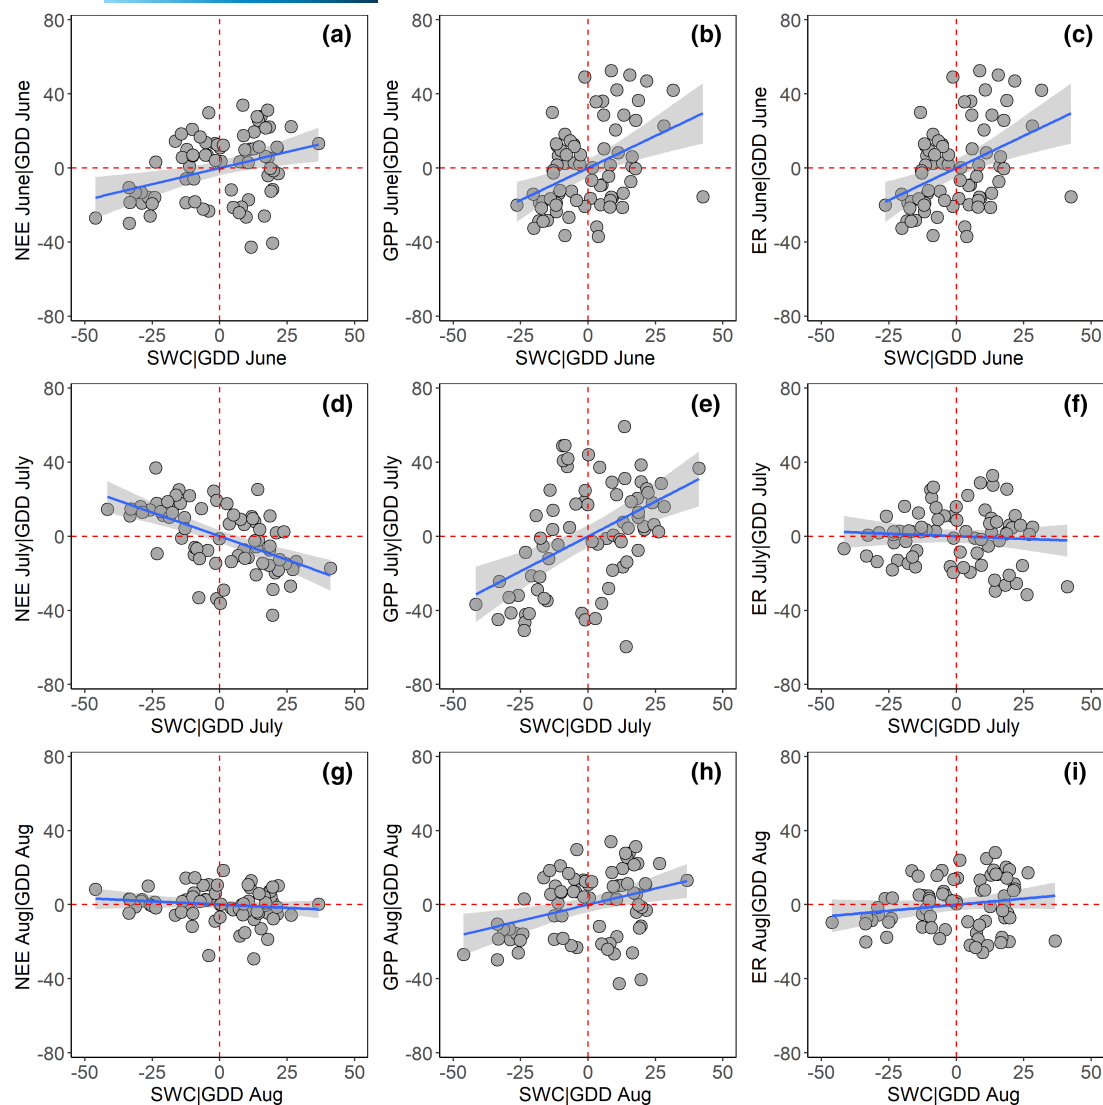 (a) (b) (c)
NEE June|GDD June
80
40
0
-40
-80
-50 -25 0 25 50
SWC|GDD June
GPP June|GDD June
80
40
0
-40
-80
-50 -25 0 25 50
SWC|GDD June
ER June|GDD June
80
40
0
-40
-80
-50 -25 0 25 50
SWC|GDD June
(d) (e) (f)
NEE July|GDD July
80
40
0
-40
-80
-50 -25 0 25 50
SWC|GDD July
GPP July|GDD July
80
40
0
-40
-80
-50 -25 0 25 50
SWC|GDD July
ER July|GDD July
80
40
0
-40
-80
-50 -25 0 25 50
SWC|GDD July
(g) (h) (i)
NEE Aug|GDD Aug
80
40
0
-40
-80
-50 -25 0 25 50
SWC|GDD Aug
GPP Aug|GDD Aug
80
40
0
-40
-80
-50 -25 0 25 50
SWC|GDD Aug
ER Aug|GDD Aug
80
40
0
-40
-80
-50 -25 0 25 50
SWC|GDD Aug